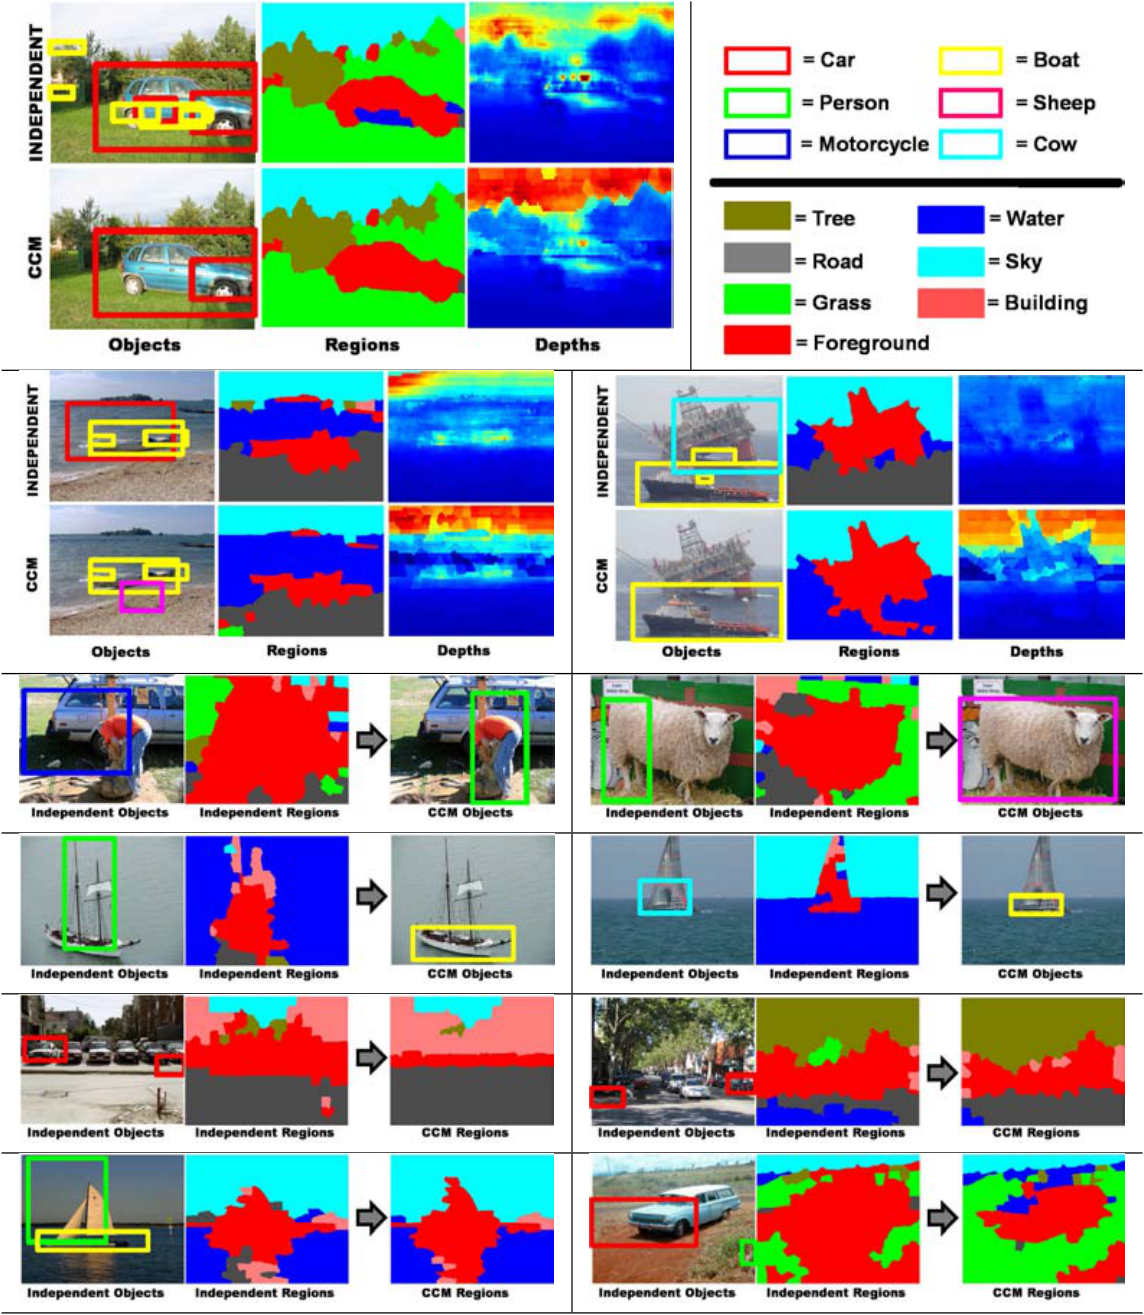 INDEPENDENT
CCM
Objects Regions Depths
= Car = Boat
= Person = Sheep
= Motorcycle = Cow
= Tree = Water
= Road = Sky
= Grass = Building
= Foreground
INDEPENDENT
CCM
Objects Regions Depths
INDEPENDENT
CCM
Objects Regions Depths
Independent Objects Independent Regions CCM Objects
Independent Objects Independent Regions CCM Objects
Independent Objects Independent Regions CCM Objects
Independent Objects Independent Regions CCM Objects
Independent Objects Independent Regions CCM Regions
Independent Objects Independent Regions CCM Regions
Independent Objects Independent Regions CCM Regions
Independent Objects Independent Regions CCM Regions